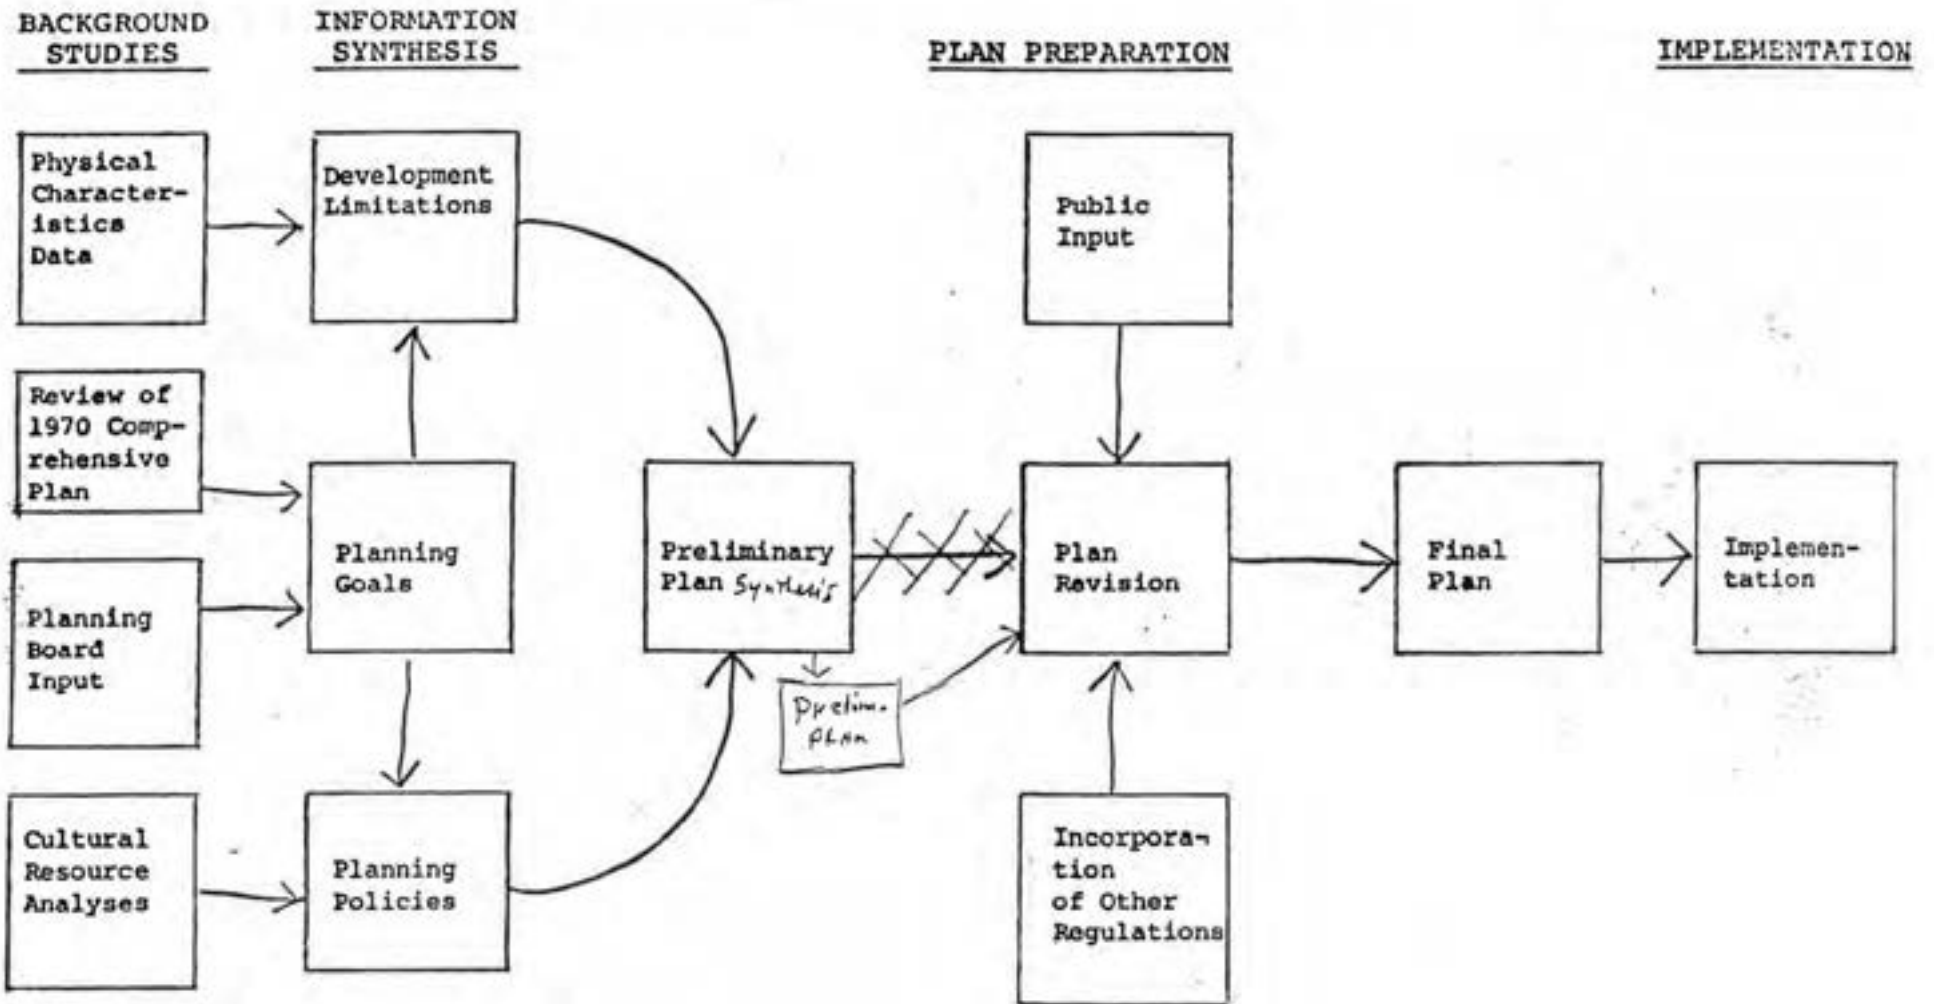 BACKGROUND
STUDIES
INFORMATION
SYNTHESIS
PLAN PREPARATION
IMPLEMENTATION
Physical
Character-
istics
Data
Development
Limitations
Public
Input
Review of
1970 Comp-
rehensive
Plan
Planning
Goals
Preliminary
Plan Synthesis
Plan
Revision
Final
Plan
Implemen-
tation
Planning
Board
Input
Prelim.
PLAN
Cultural
Resource
Analyses
Planning
Policies
Incorpora-
tion
of Other
Regulations